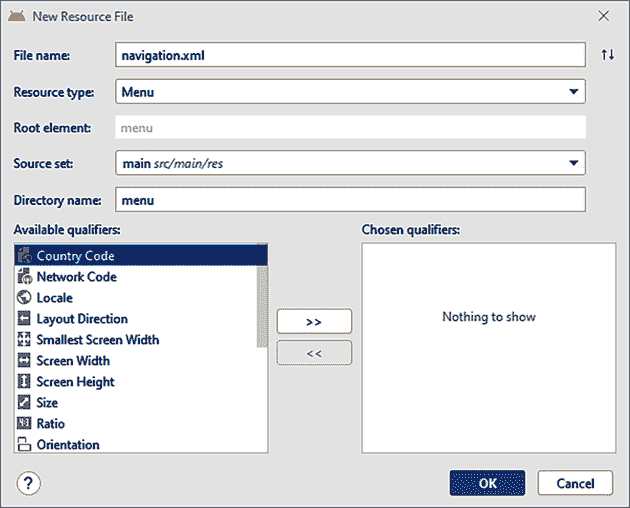 New Resource File
File name: navigation.xml
Resource type: Menu
Root element: menu
Source set: main src/main/res
Directory name: menu
Available qualifiers:
Country Code
Network Code
Locale
Layout Direction
Smallest Screen Width
Screen Width
Screen Height
Size
Ratio
Orientation
>>
<<
Chosen qualifiers:
Nothing to show
?
OK
Cancel